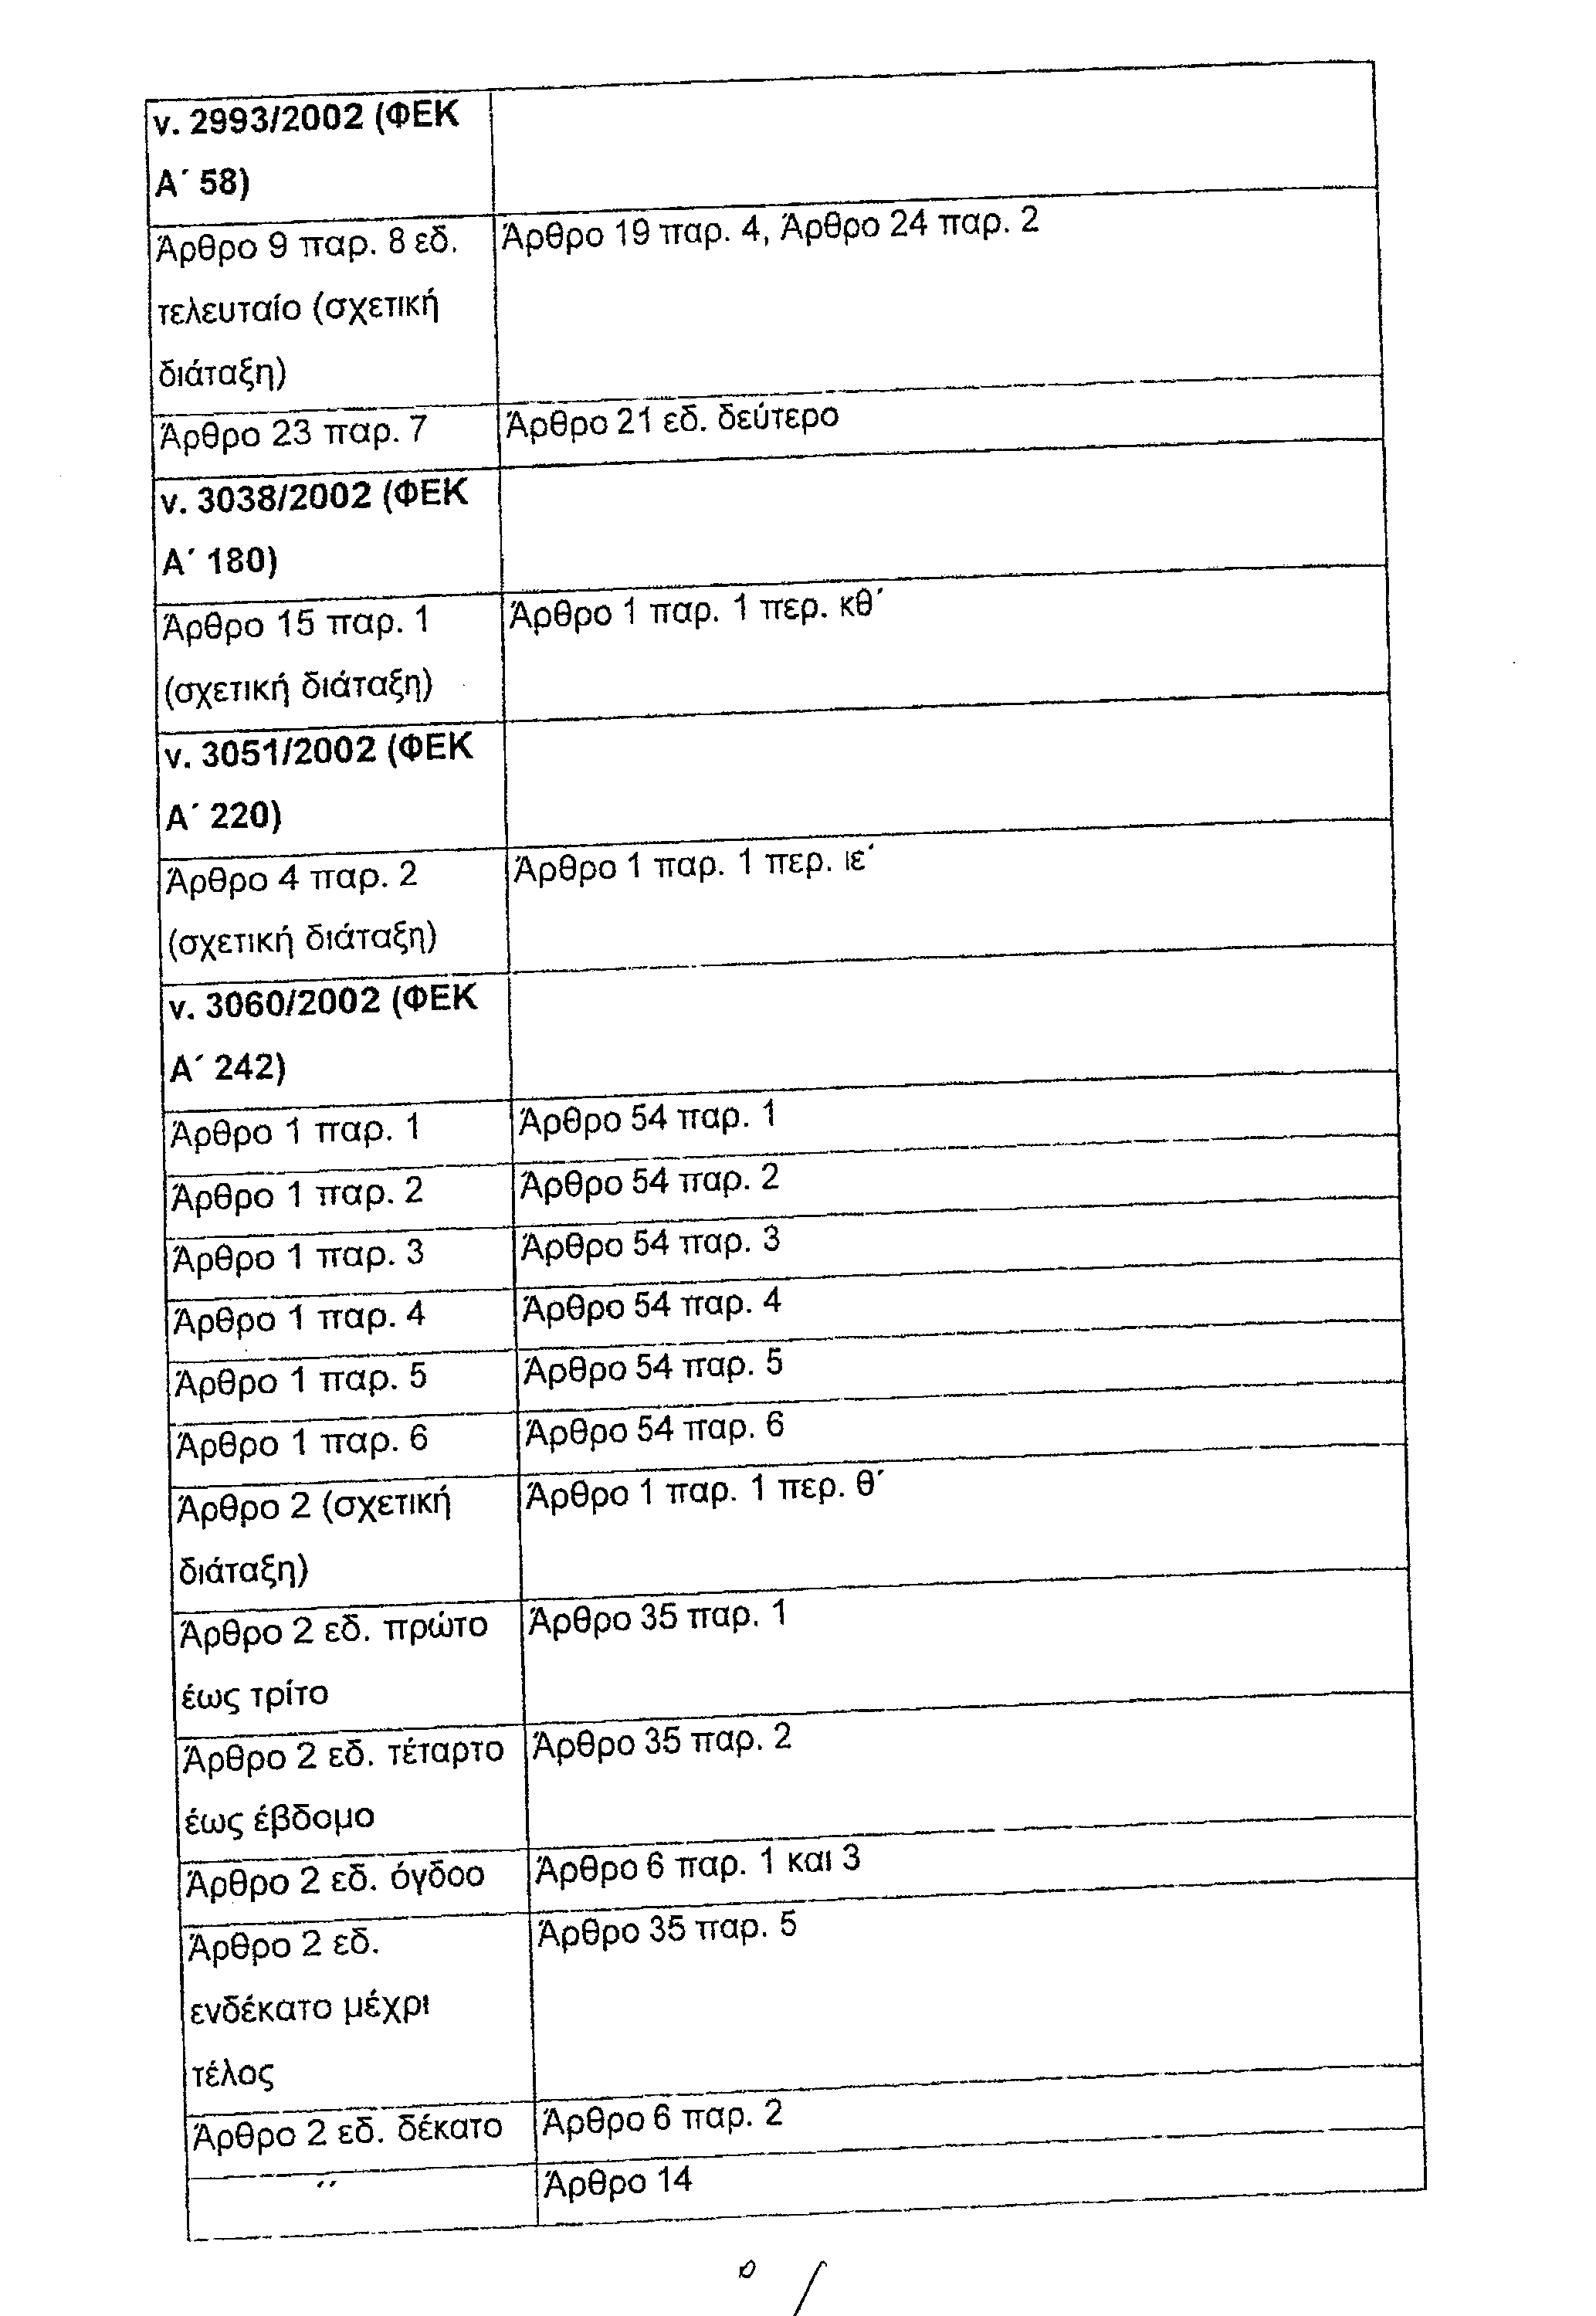 ν. 2993/2002 (ΦΕΚ
Α΄ 58)
Άρθρο 9 παρ. 8 εδ.
τελευταίο (σχετική
διάταξη)
Άρθρο 19 παρ. 4, Άρθρο 24 παρ. 2
Άρθρο 23 παρ. 7
Άρθρο 21 εδ. δεύτερο
ν. 3038/2002 (ΦΕΚ
Α΄ 180)
Άρθρο 15 παρ. 1
(σχετική διάταξη)
Άρθρο 1 παρ. 1 περ. κθ΄
ν. 3051/2002 (ΦΕΚ
Α΄ 220)
Άρθρο 4 παρ. 2
(σχετική διάταξη)
Άρθρο 1 παρ. 1 περ. ιε΄
ν. 3060/2002 (ΦΕΚ
Α΄ 242)
Άρθρο 1 παρ. 1
Άρθρο 54 παρ. 1
Άρθρο 1 παρ. 2
Άρθρο 54 παρ. 2
Άρθρο 1 παρ. 3
Άρθρο 54 παρ. 3
Άρθρο 1 παρ. 4
Άρθρο 54 παρ. 4
Άρθρο 1 παρ. 5
Άρθρο 54 παρ. 5
Άρθρο 1 παρ. 6
Άρθρο 54 παρ. 6
Άρθρο 2 (σχετική
διάταξη)
Άρθρο 1 παρ. 1 περ. θ΄
Άρθρο 2 εδ. πρώτο
έως τρίτο
Άρθρο 35 παρ. 1
Άρθρο 2 εδ. τέταρτο
έως έβδομο
Άρθρο 35 παρ. 2
Άρθρο 2 εδ. όγδοο
Άρθρο 6 παρ. 1 και 3
Άρθρο 2 εδ.
ενδέκατο μέχρι
τέλος
Άρθρο 35 παρ. 5
Άρθρο 2 εδ. δέκατο
Άρθρο 6 παρ. 2
΄΄
Άρθρο 14